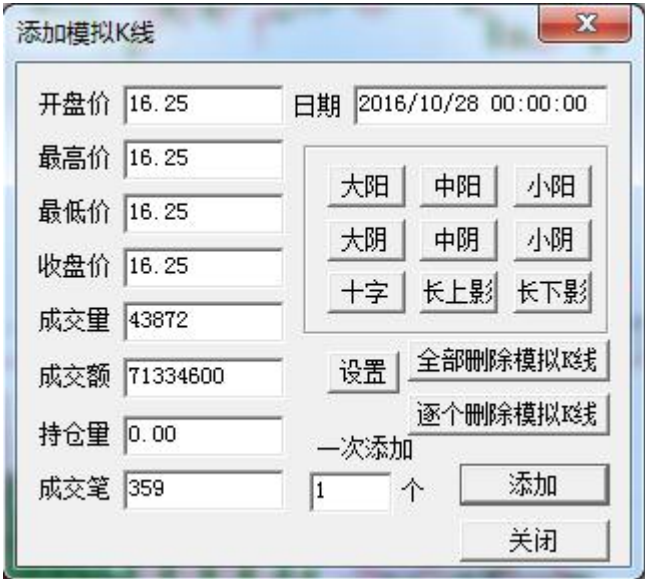 添加模拟K线
开盘价 16.25 日期 2016/10/28 00:00:00
最高价 16.25
大阳 中阳 小阳
最低价 16.25
大阴 中阴 小阴
收盘价 16.25
十字 长上影 长下影
成交量 43872
成交额 71334600 设置 全部删除模拟K线
逐个删除模拟K线
持仓量 0.00
一次添加
成交笔 359 1 个 添加
关闭